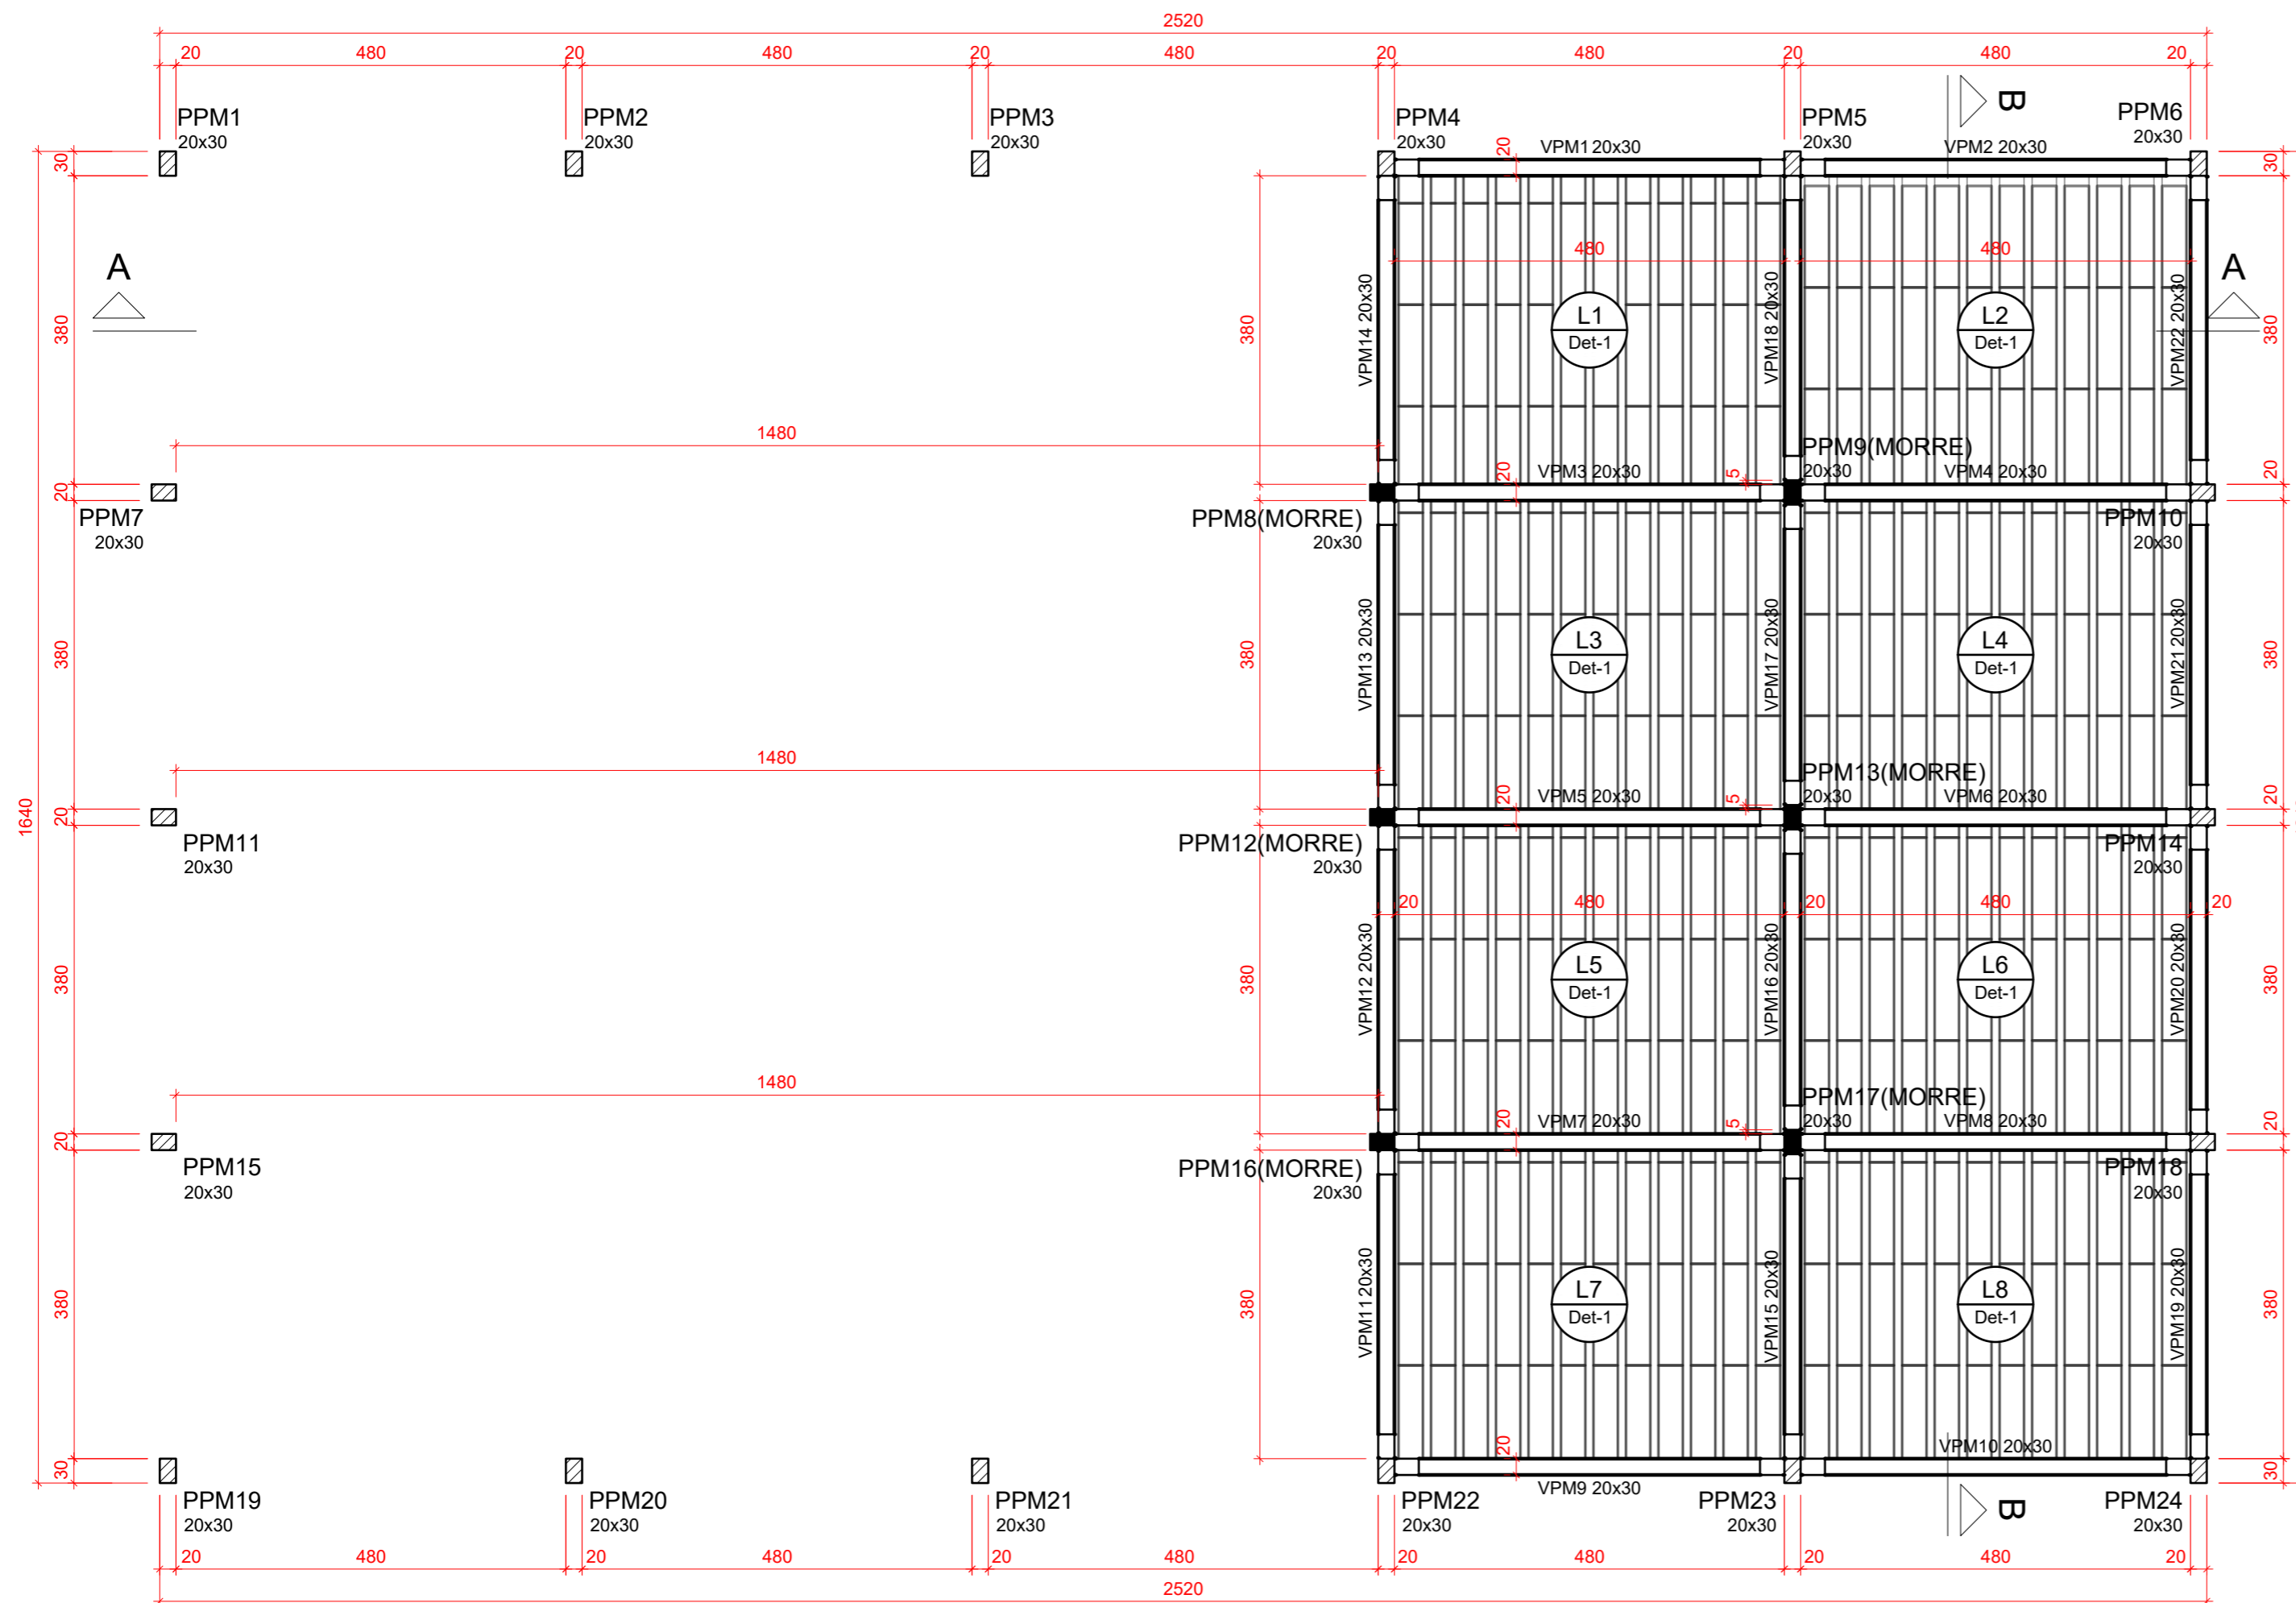 2520
20 480 20 480 20 480 20 480 20 480 20
B
PPM1 PPM2 PPM3 PPM4 PPM5 PPM6
20x30 20x30 20x30 20x30 20x30 20x30
VPM1 20x30 VPM2 20x30
30 20 30
480 480
A A
380 380 380
VPM14 20x30 VPM18 20x30 VPM22 20x30
L1 L2
Det-1 Det-1
1480
PPM9(MORRE)
20x30
VPM3 20x30 VPM4 20x30
20 20 5 20
PPM7 PPM8(MORRE) PPM10
20x30 20x30 20x30
380 380 380
VPM13 20x30 VPM17 20x30 VPM21 20x30
L3 L4
Det-1 Det-1
1480
PPM13(MORRE)
20x30
VPM5 20x30 VPM6 20x30
1640
20 20 5 20
PPM11 PPM12(MORRE) PPM14
20x30 20x30 20x30
20 480 20 480 20
380 380 380
VPM12 20x30 VPM16 20x30 VPM20 20x30
L5 L6
Det-1 Det-1
1480
PPM17(MORRE)
20x30
VPM7 20x30 VPM8 20x30
20 20 5 20
PPM15 PPM16(MORRE) PPM18
20x30 20x30 20x30
380 380 380
VPM11 20x30 VPM15 20x30 VPM19 20x30
L7 L8
Det-1 Det-1
VPM10 20x30
30 20 30
VPM9 20x30
PPM19 PPM20 PPM21 PPM22 PPM23 PPM24
20x30 20x30 20x30 20x30 20x30 20x30
B
20 480 20 480 20 480 20 480 20 480 20
2520